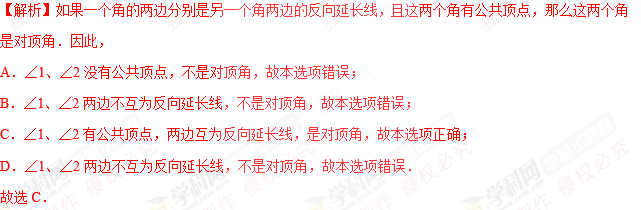 【解析】如果一个角的两边分别是另一个角两边的反向延长线，且这两个角有公共顶点，那么这两个角
是对顶角．因此，
A．∠1、∠2 没有公共顶点，不是对顶角，故本选项错误；
B．∠1、∠2 两边不互为反向延长线，不是对顶角，故本选项错误；
C．∠1、∠2 有公共顶点，两边互为反向延长线，是对顶角，故本选项正确；
D．∠1、∠2 两边不互为反向延长线，不是对顶角，故本选项错误．
故选 C．